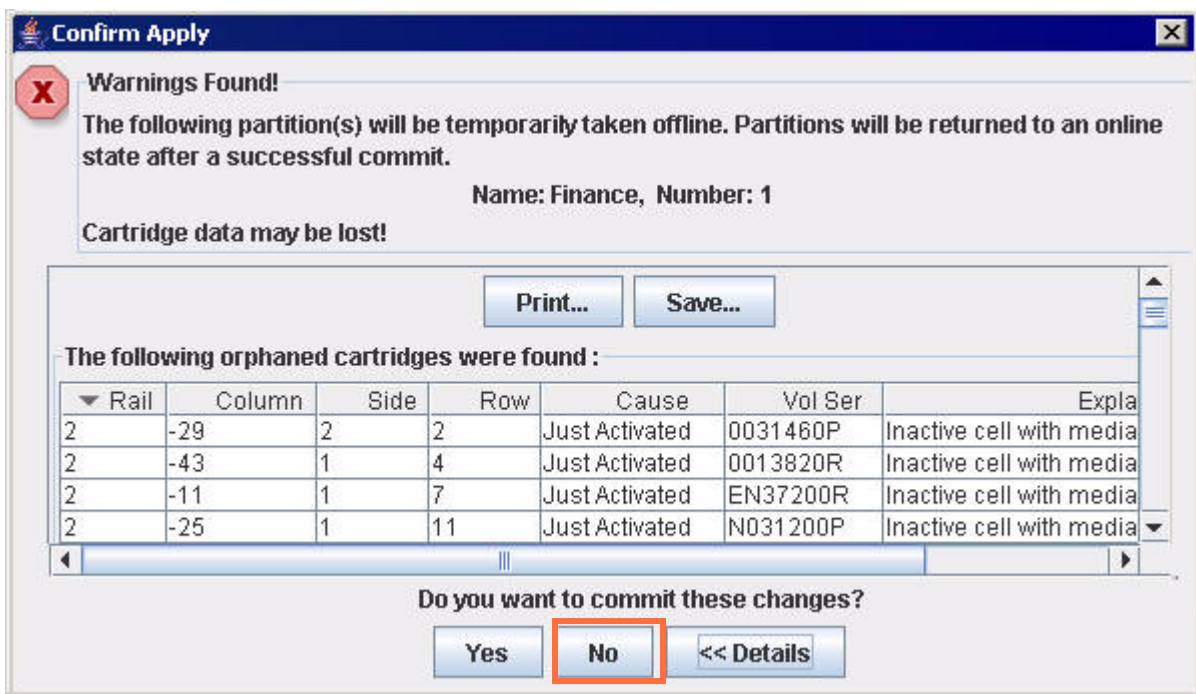 Confirm Apply
Warnings Found!
The following partition(s) will be temporarily taken offline. Partitions will be returned to an online
state after a successful commit.
Name: Finance, Number: 1
Cartridge data may be lost!
Print... Save...
The following orphaned cartridges were found :
Rail Column Side Row Cause Vol Ser Expla
2 -29 2 2 Just Activated 0031460P Inactive cell with media
2 -43 1 4 Just Activated 0013820R Inactive cell with media
2 -11 1 7 Just Activated EN37200R Inactive cell with media
2 -25 1 11 Just Activated N031200P Inactive cell with media
Do you want to commit these changes?
Yes No << Details